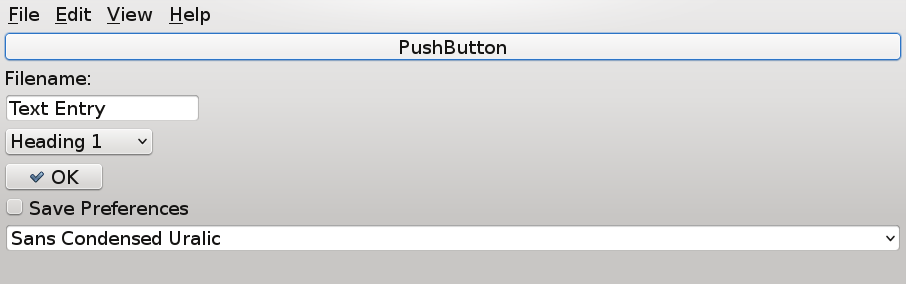 File Edit View Help
PushButton
Filename:
Text Entry
Heading 1
OK
Save Preferences
Sans Condensed Uralic